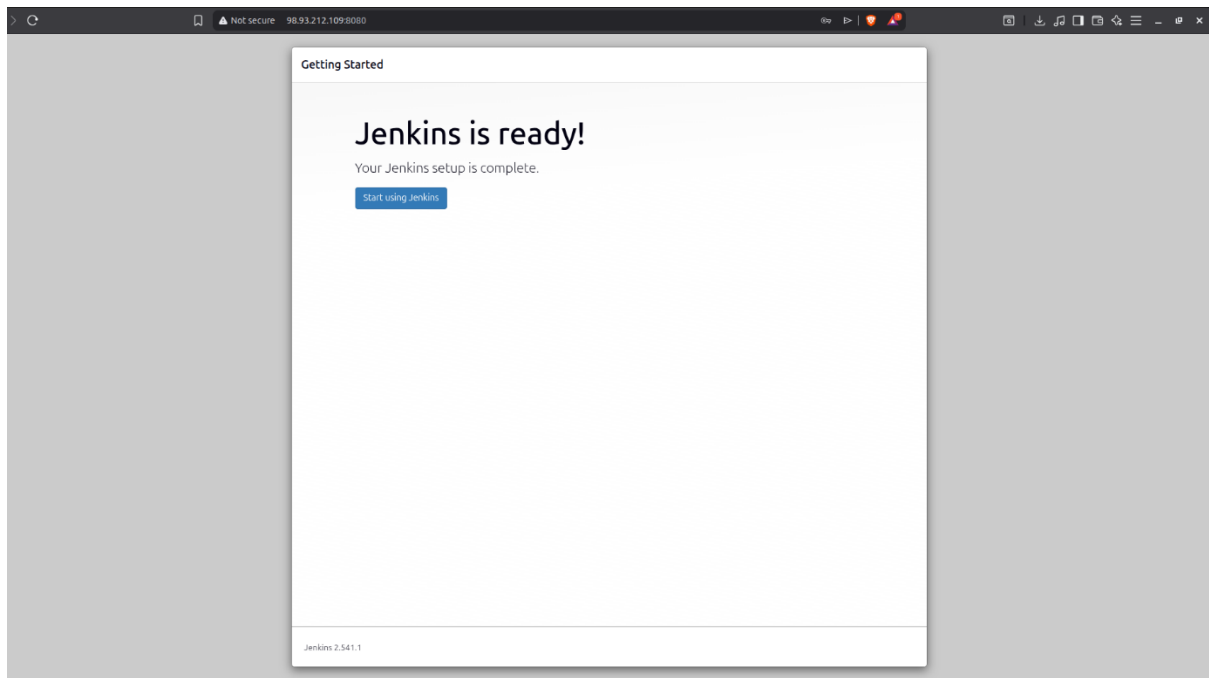 Not secure 98.93.212.109:8080
Getting Started
Jenkins is ready!
Your Jenkins setup is complete.
Start using Jenkins
Jenkins 2.541.1